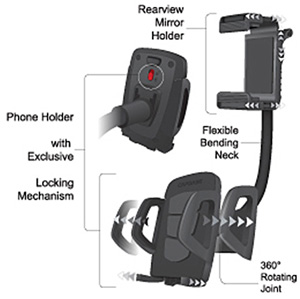 Rearview
Mirror
Holder
Phone Holder
with
Exclusive
Locking
Mechanism
Flexible
Bending
Neck
360°
Rotating
Joint